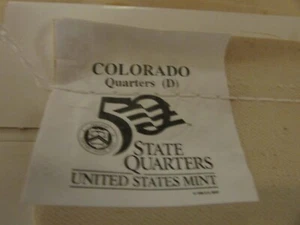 COLORADO
Quarters (D)
50
STATE
QUARTERS
UNITED STATES MINT